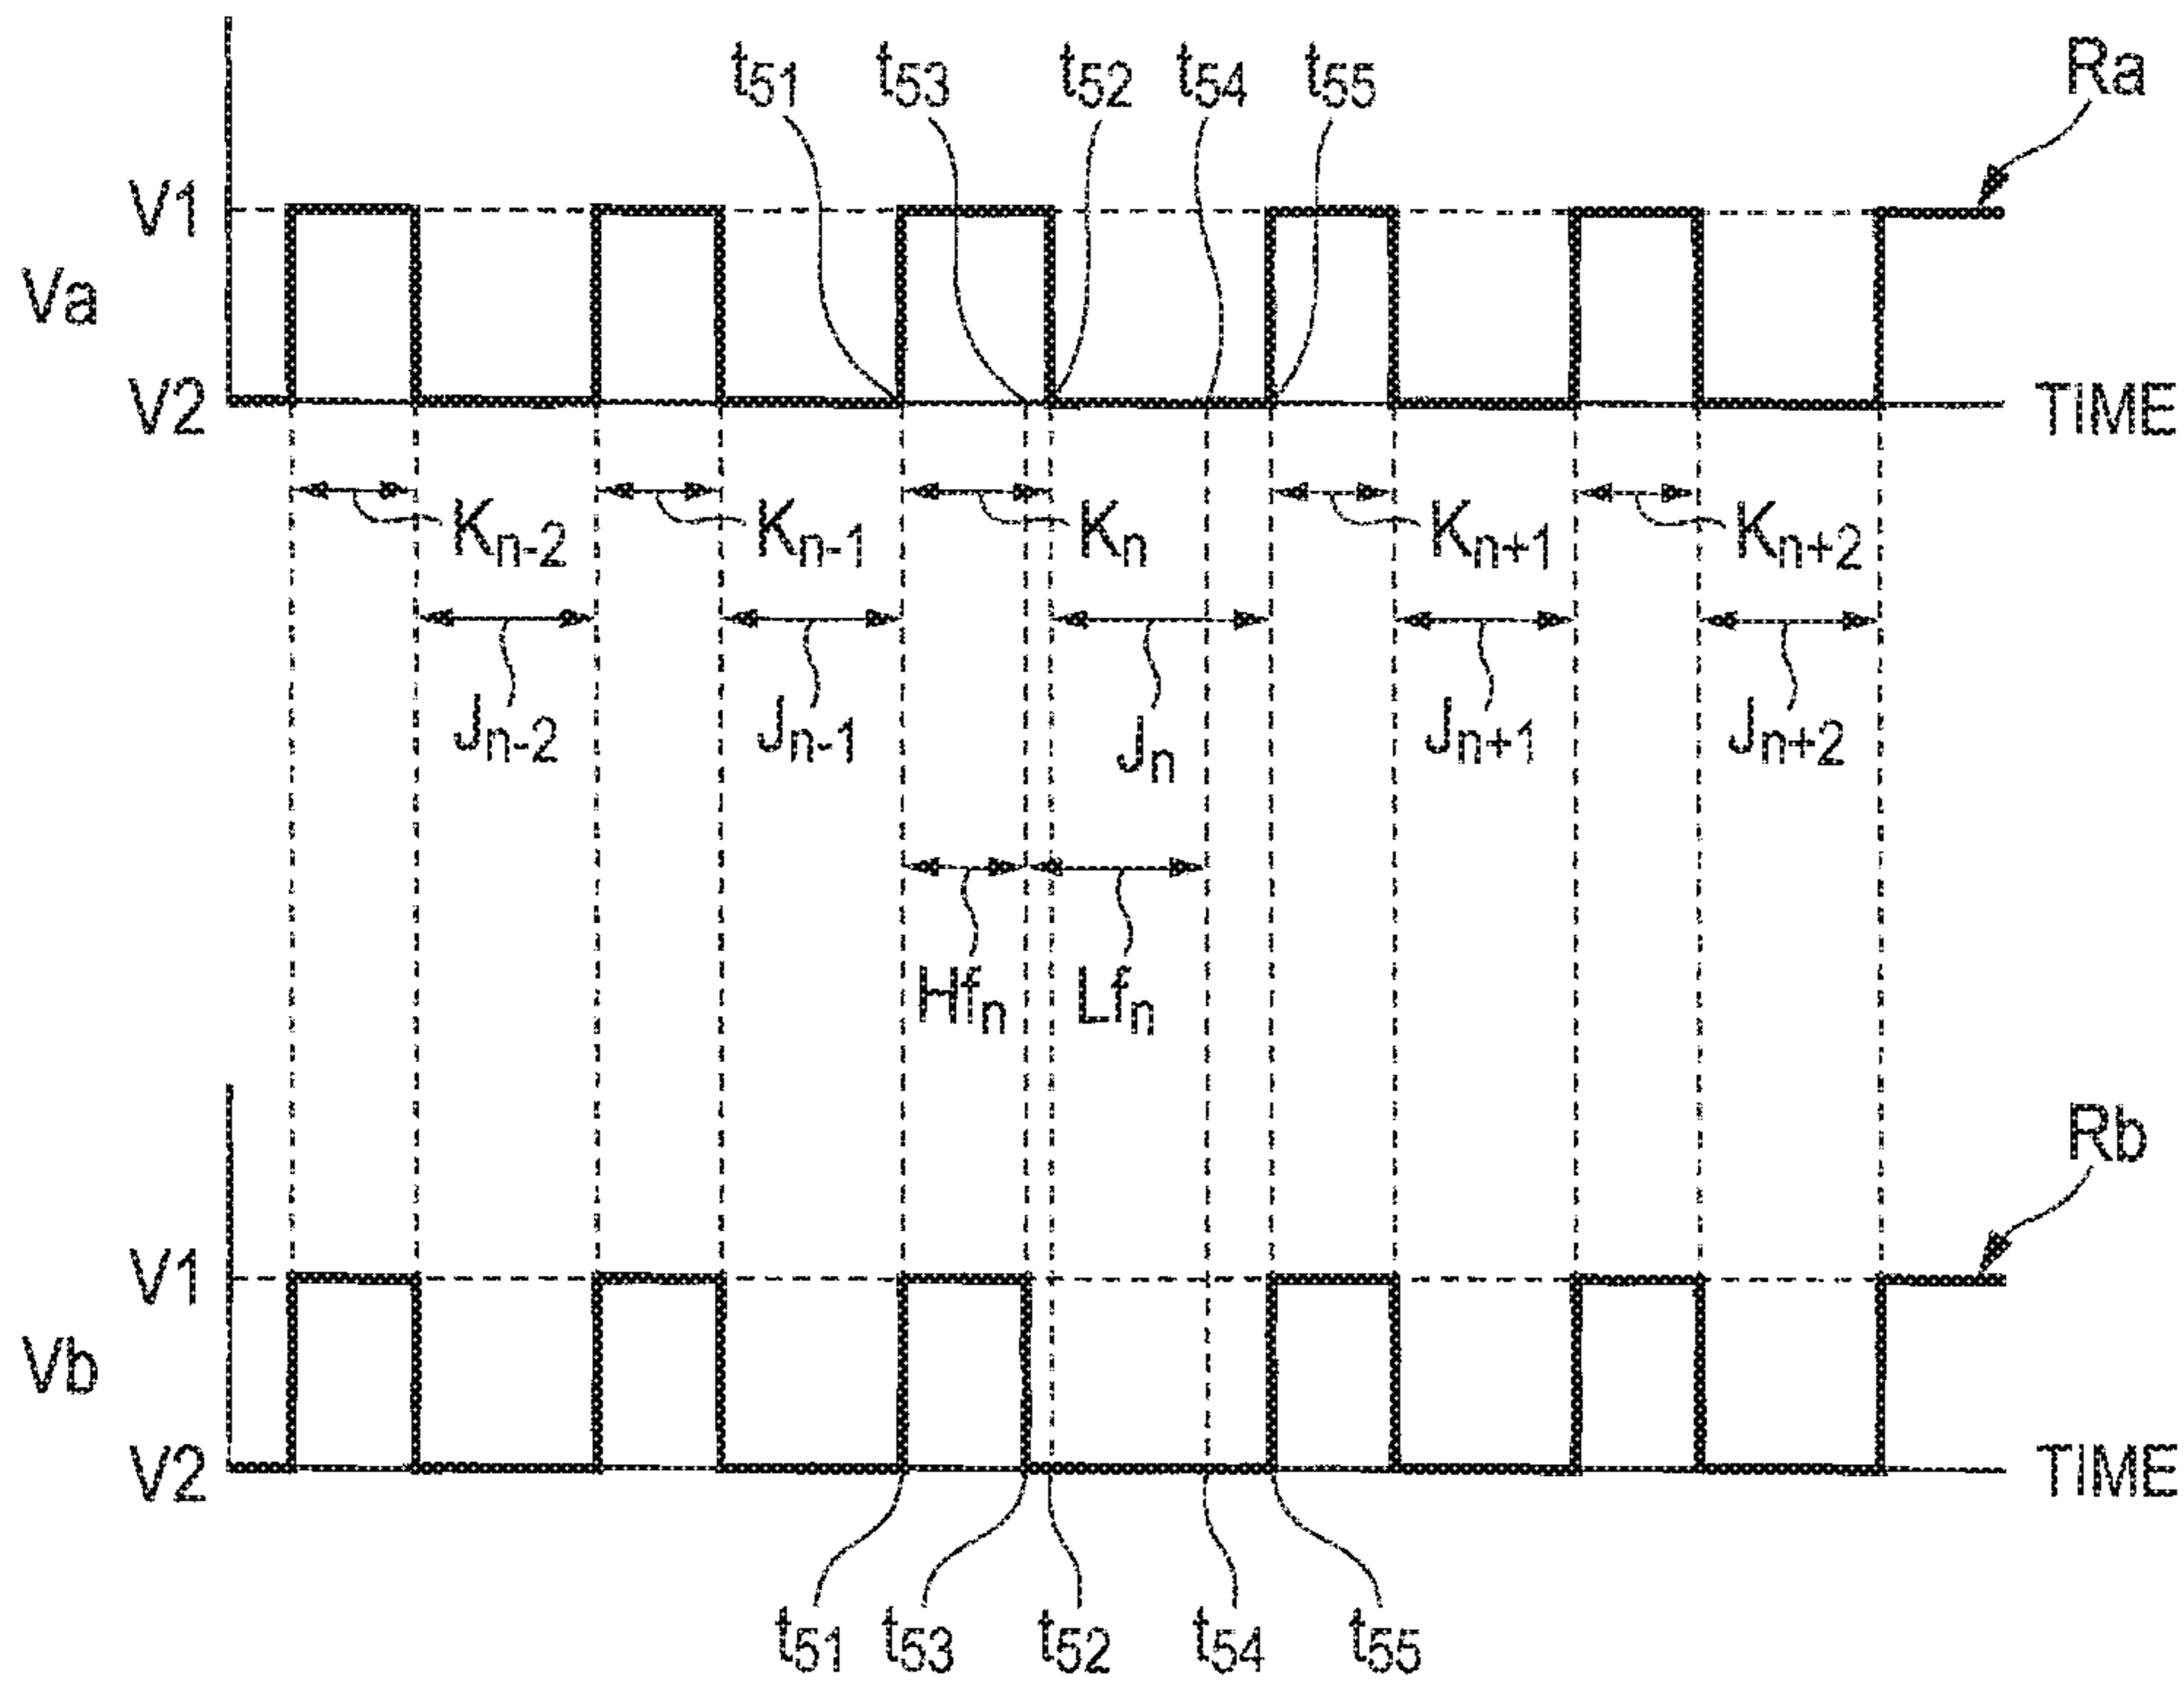 t51 t53 t52 t54 t55 Ra
V1
Va
V2 TIME
Kn-2 Kn-1 Kn Kn+1 Kn+2
Jn-2 Jn-1 Jn Jn+1 Jn+2
Hfn Lfn
Rb
V1
Vb
V2 TIME
t51 t53 t52 t54 t55